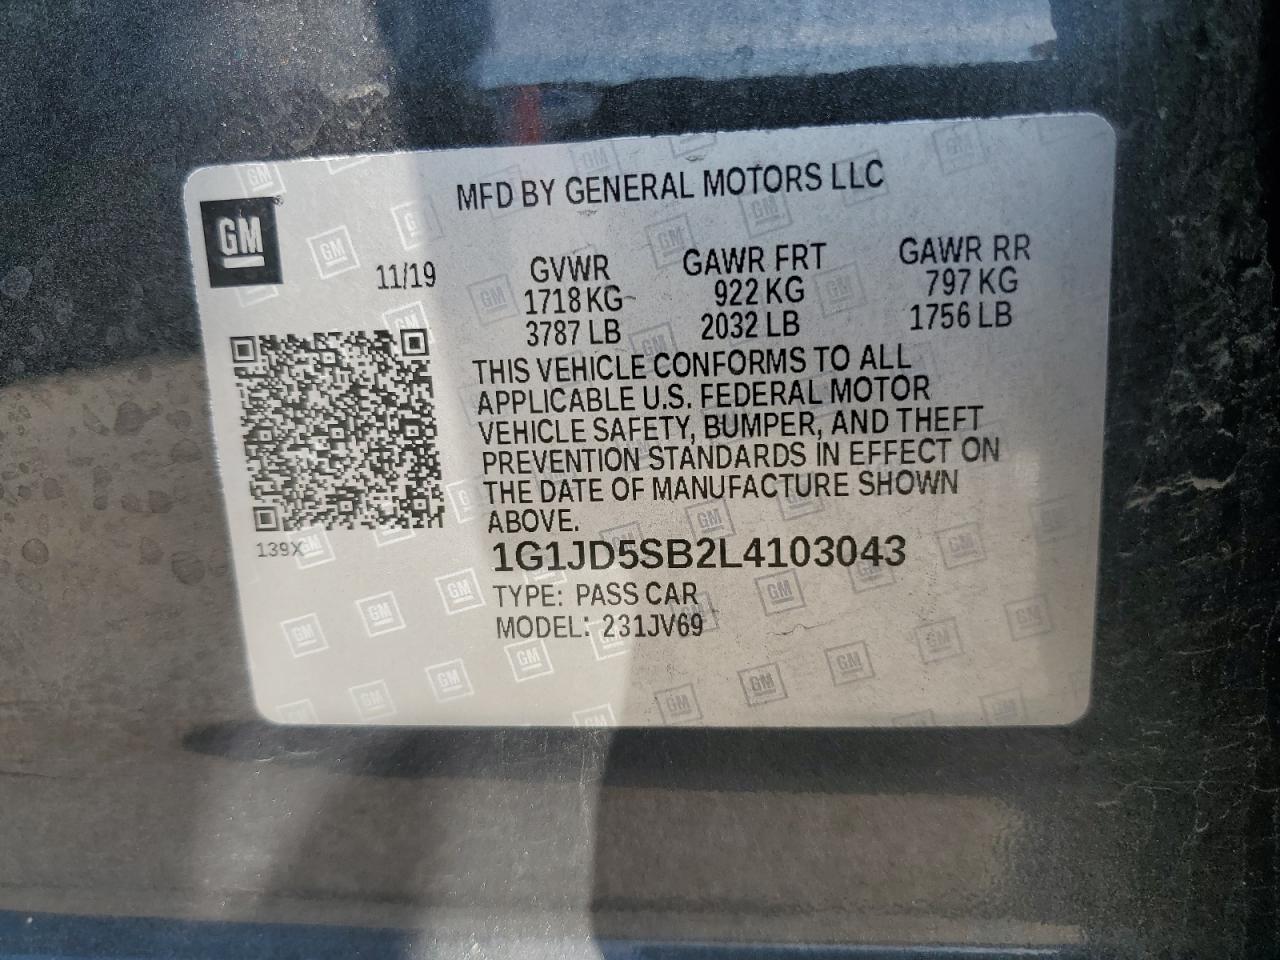 MFD BY GENERAL MOTORS LLC
GM
11/19
GVWR GAWR FRT GAWR RR
1718 KG 922 KG 797 KG
3787 LB 2032 LB 1756 LB
THIS VEHICLE CONFORMS TO ALL
APPLICABLE U.S. FEDERAL MOTOR
VEHICLE SAFETY, BUMPER, AND THEFT
PREVENTION STANDARDS IN EFFECT ON
THE DATE OF MANUFACTURE SHOWN
ABOVE.
139X
1G1JD5SB2L4103043
TYPE: PASS CAR
MODEL: 231JV69